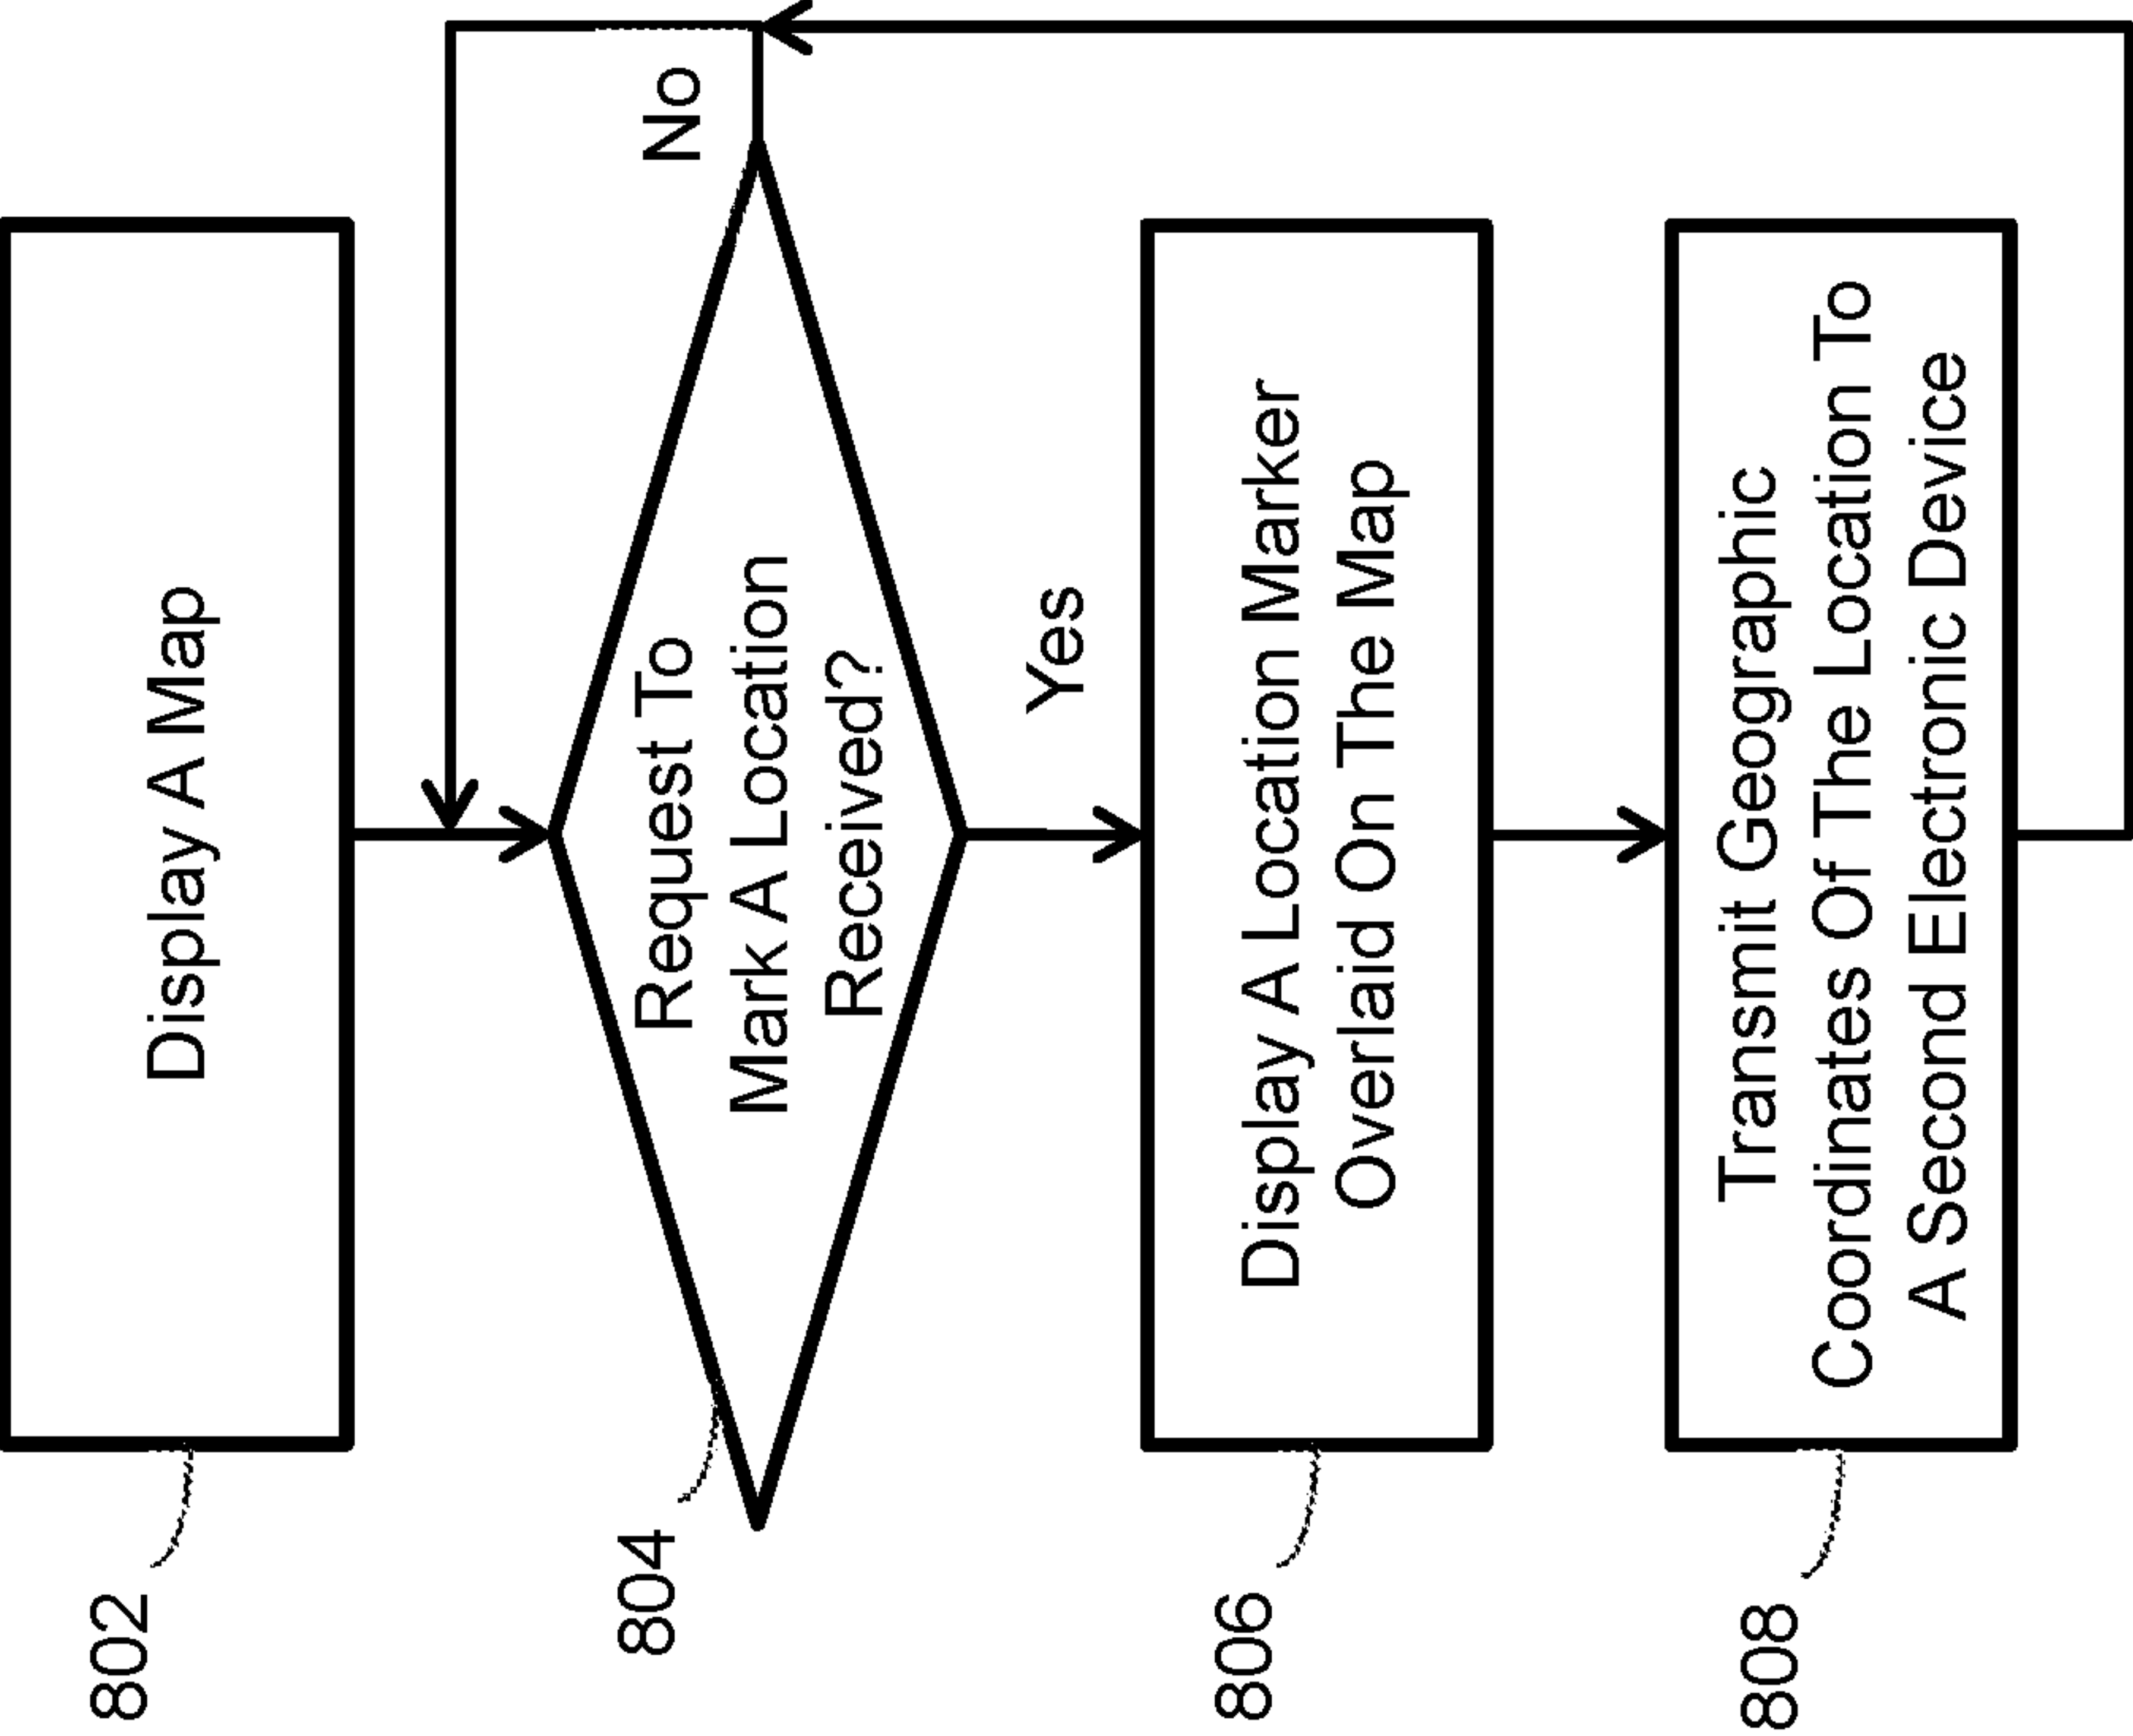 802
Display A Map
804
Request To
Mark A Location
Received?
No
Yes
806
Display A Location Marker
Overlaid On The Map
808
Transmit Geographic
Coordinates Of The Location To
A Second Electronic Device